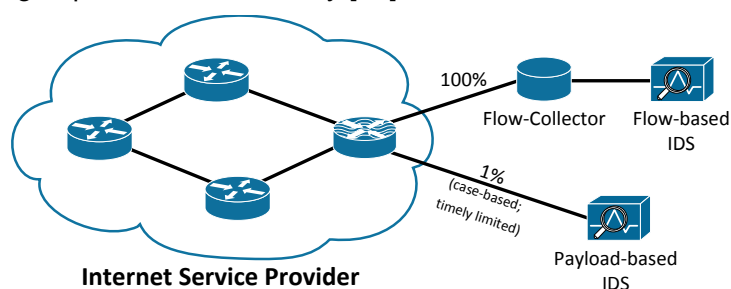 100%
Flow-Collector
Flow-based
IDS
1%
(case-based;
timely limited)
Payload-based
IDS
Internet Service Provider